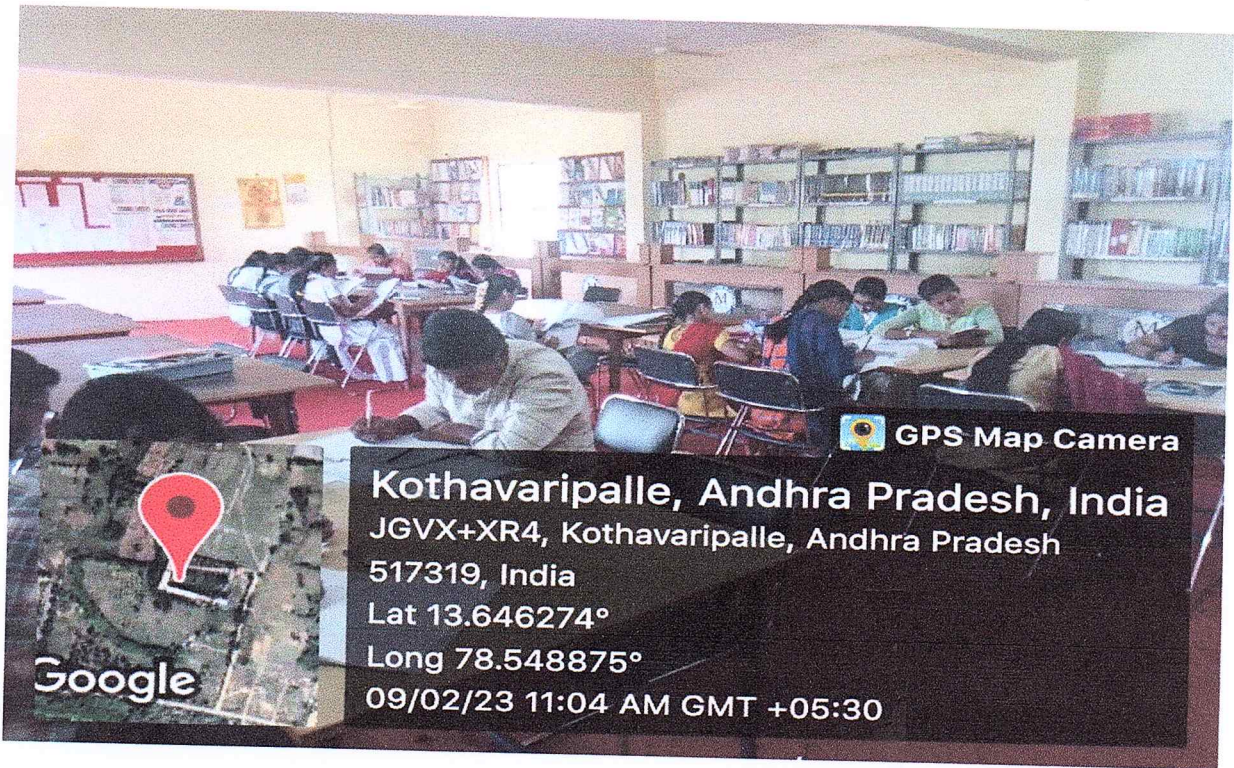 GPS Map Camera
Kothavaripalle, Andhra Pradesh, India
JGVX+XR4, Kothavaripalle, Andhra Pradesh
517319, India
Lat 13.646274°
Long 78.548875°
09/02/23 11:04 AM GMT +05:30
Google
M